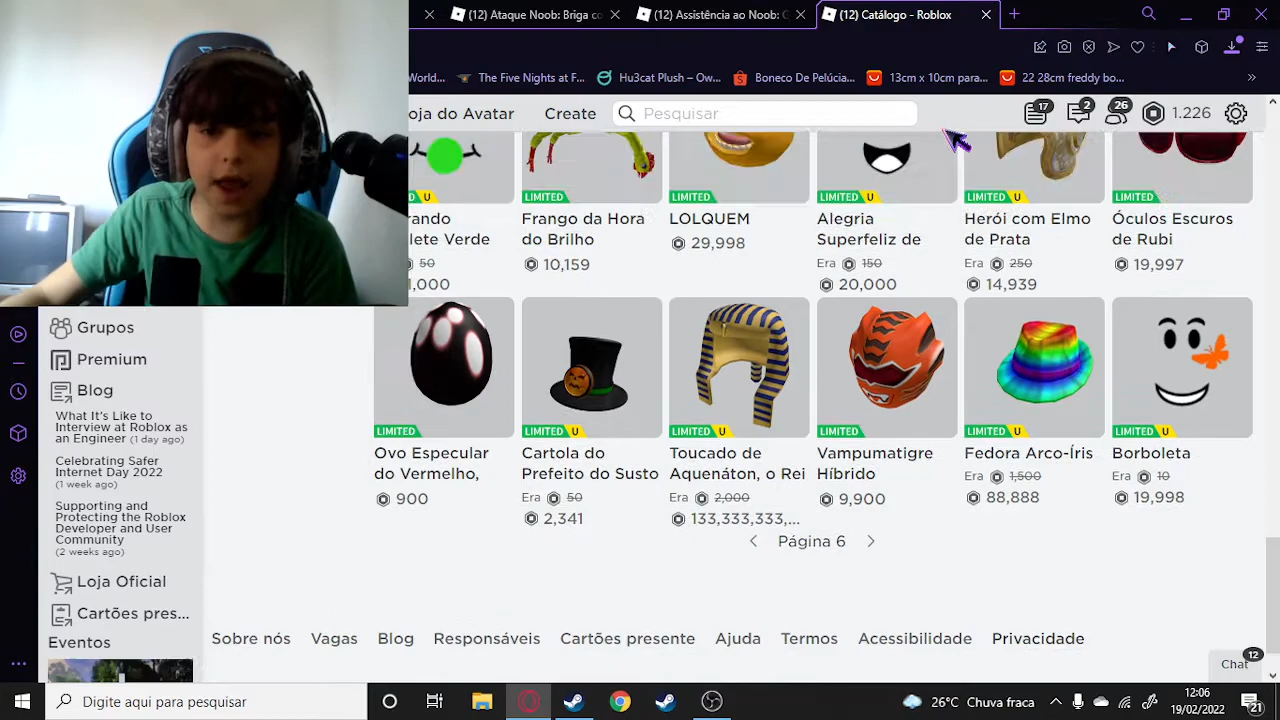 (12) Ataque Noob: Briga co
(12) Assistência ao Noob: C
(12) Catálogo - Roblox
World...
The Five Nights at F...
Hu3cat Plush – Ow...
Boneco De Pelúcia...
13cm x 10cm para...
22 28cm freddy bo...
oja do Avatar
Create
Pesquisar
17
2
26
1.226
LIMITED U
LIMITED
LIMITED
LIMITED U
LIMITED U
LIMITED
rando
lete Verde
50
1,000
Frango da Hora
do Brilho
10,159
LOLQUEM
29,998
Alegria
Superfeliz de
Era 150
20,000
Herói com Elmo
de Prata
Era 250
14,939
Óculos Escuros
de Rubi
19,997
LIMITED
LIMITED U
LIMITED U
LIMITED
LIMITED U
LIMITED U
Ovo Especular
do Vermelho,
900
Cartola do
Prefeito do Susto
Era 50
2,341
Toucado de
Aquenáton, o Rei
Era 2,000
133,333,333,...
Vampumatigre
Híbrido
9,900
Fedora Arco-Íris
Era 1,500
88,888
Borboleta
Era 10
19,998
Página 6
Grupos
Premium
Blog
What It's Like to
Interview at Roblox as
an Engineer (1 day ago)
Celebrating Safer
Internet Day 2022
(1 week ago)
Supporting and
Protecting the Roblox
Developer and User
Community
(2 weeks ago)
Loja Oficial
Cartões pres...
Eventos
Sobre nós
Vagas
Blog
Responsáveis
Cartões presente
Ajuda
Termos
Acessibilidade
Privacidade
Chat
12
Digite aqui para pesquisar
26°C Chuva fraca
12:06
19/02/2022
21